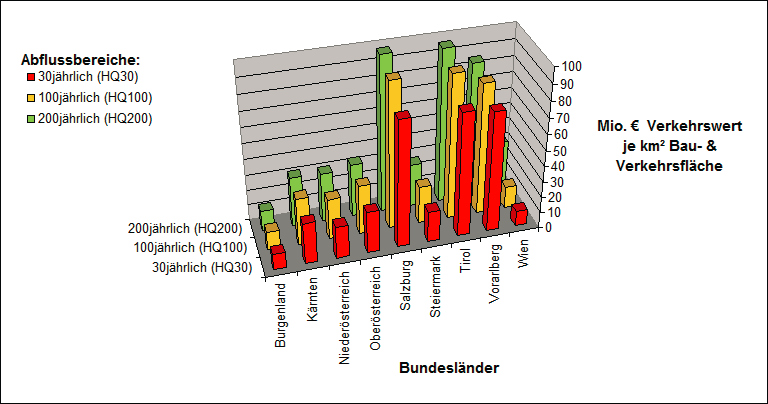 Abflussbereiche:
30jährlich (HQ30)
100jährlich (HQ100)
200jährlich (HQ200)
100
90
80
70
60
50
40
30
20
10
0
Mio. € Verkehrswert
je km² Bau- &
Verkehrsfläche
200jährlich (HQ200)
100jährlich (HQ100)
30jährlich (HQ30)
Burgenland
Kärnten
Niederösterreich
Oberösterreich
Salzburg
Steiermark
Tirol
Vorarlberg
Wien
Bundesländer